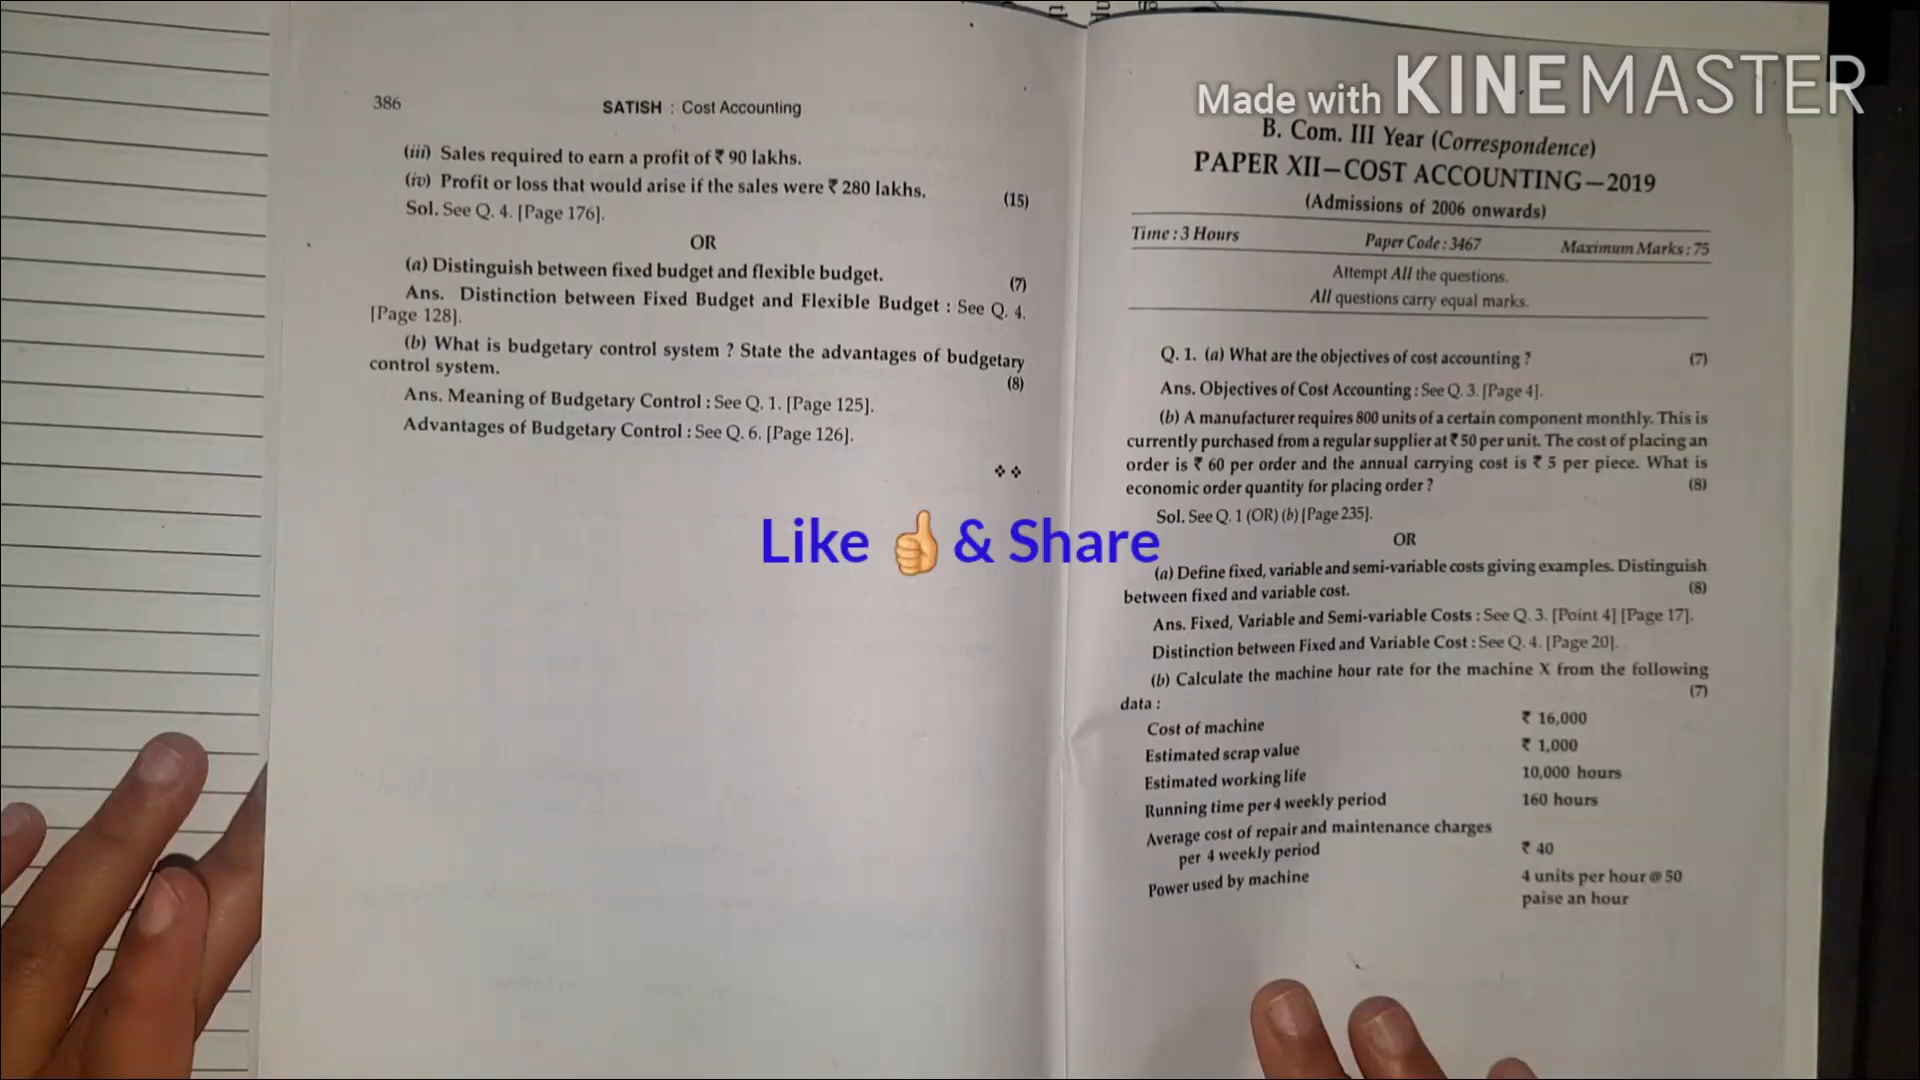 386
SATISH : Cost Accounting
(iii) Sales required to earn a profit of ₹ 90 lakhs.
(iv) Profit or loss that would arise if the sales were ₹ 280 lakhs.
(15)
Sol. See Q. 4. [Page 176].
OR
(a) Distinguish between fixed budget and flexible budget.
(7)
Ans. Distinction between Fixed Budget and Flexible Budget : See Q. 4.
[Page 128].
(b) What is budgetary control system ? State the advantages of budgetary
control system.
(8)
Ans. Meaning of Budgetary Control : See Q. 1. [Page 125].
Advantages of Budgetary Control : See Q. 6. [Page 126].
Like 👍 & Share
Made with KINEMASTER
B. Com. III Year (Correspondence)
PAPER XII—COST ACCOUNTING—2019
(Admissions of 2006 onwards)
Time : 3 Hours Paper Code : 3467 Maximum Marks : 75
Attempt All the questions.
All questions carry equal marks.
Q. 1. (a) What are the objectives of cost accounting ? (7)
Ans. Objectives of Cost Accounting : See Q. 3. [Page 4].
(b) A manufacturer requires 800 units of a certain component monthly. This is
currently purchased from a regular supplier at ₹ 50 per unit. The cost of placing an
order is ₹ 60 per order and the annual carrying cost is ₹ 5 per piece. What is
economic order quantity for placing order ? (8)
Sol. See Q. 1 (OR) (b) [Page 235].
OR
(a) Define fixed, variable and semi-variable costs giving examples. Distinguish
between fixed and variable cost. (8)
Ans. Fixed, Variable and Semi-variable Costs : See Q. 3. [Point 4] [Page 17].
Distinction between Fixed and Variable Cost : See Q. 4. [Page 20].
(b) Calculate the machine hour rate for the machine X from the following
data : (7)
Cost of machine ₹ 16,000
Estimated scrap value ₹ 1,000
Estimated working life 10,000 hours
Running time per 4 weekly period 160 hours
Average cost of repair and maintenance charges
per 4 weekly period ₹ 40
Power used by machine 4 units per hour @ 50
paise an hour